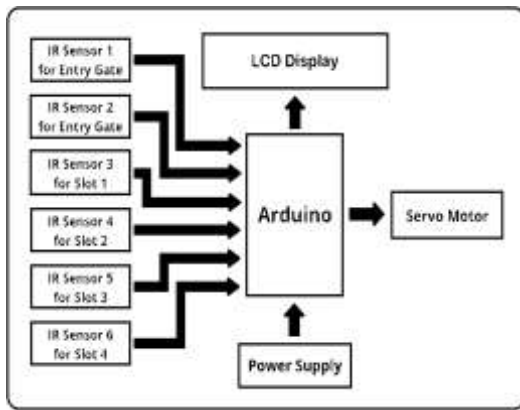 IR Sensor 1
for Entry Gate
IR Sensor 2
for Entry Gate
IR Sensor 3
for Slot 1
IR Sensor 4
for Slot 2
IR Sensor 5
for Slot 3
IR Sensor 6
for Slot 4
LCD Display
Arduino
Servo Motor
Power Supply